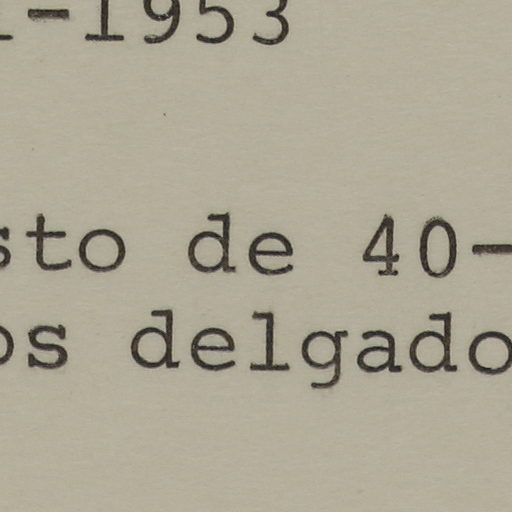 -1953
sto de 40-
os delgado